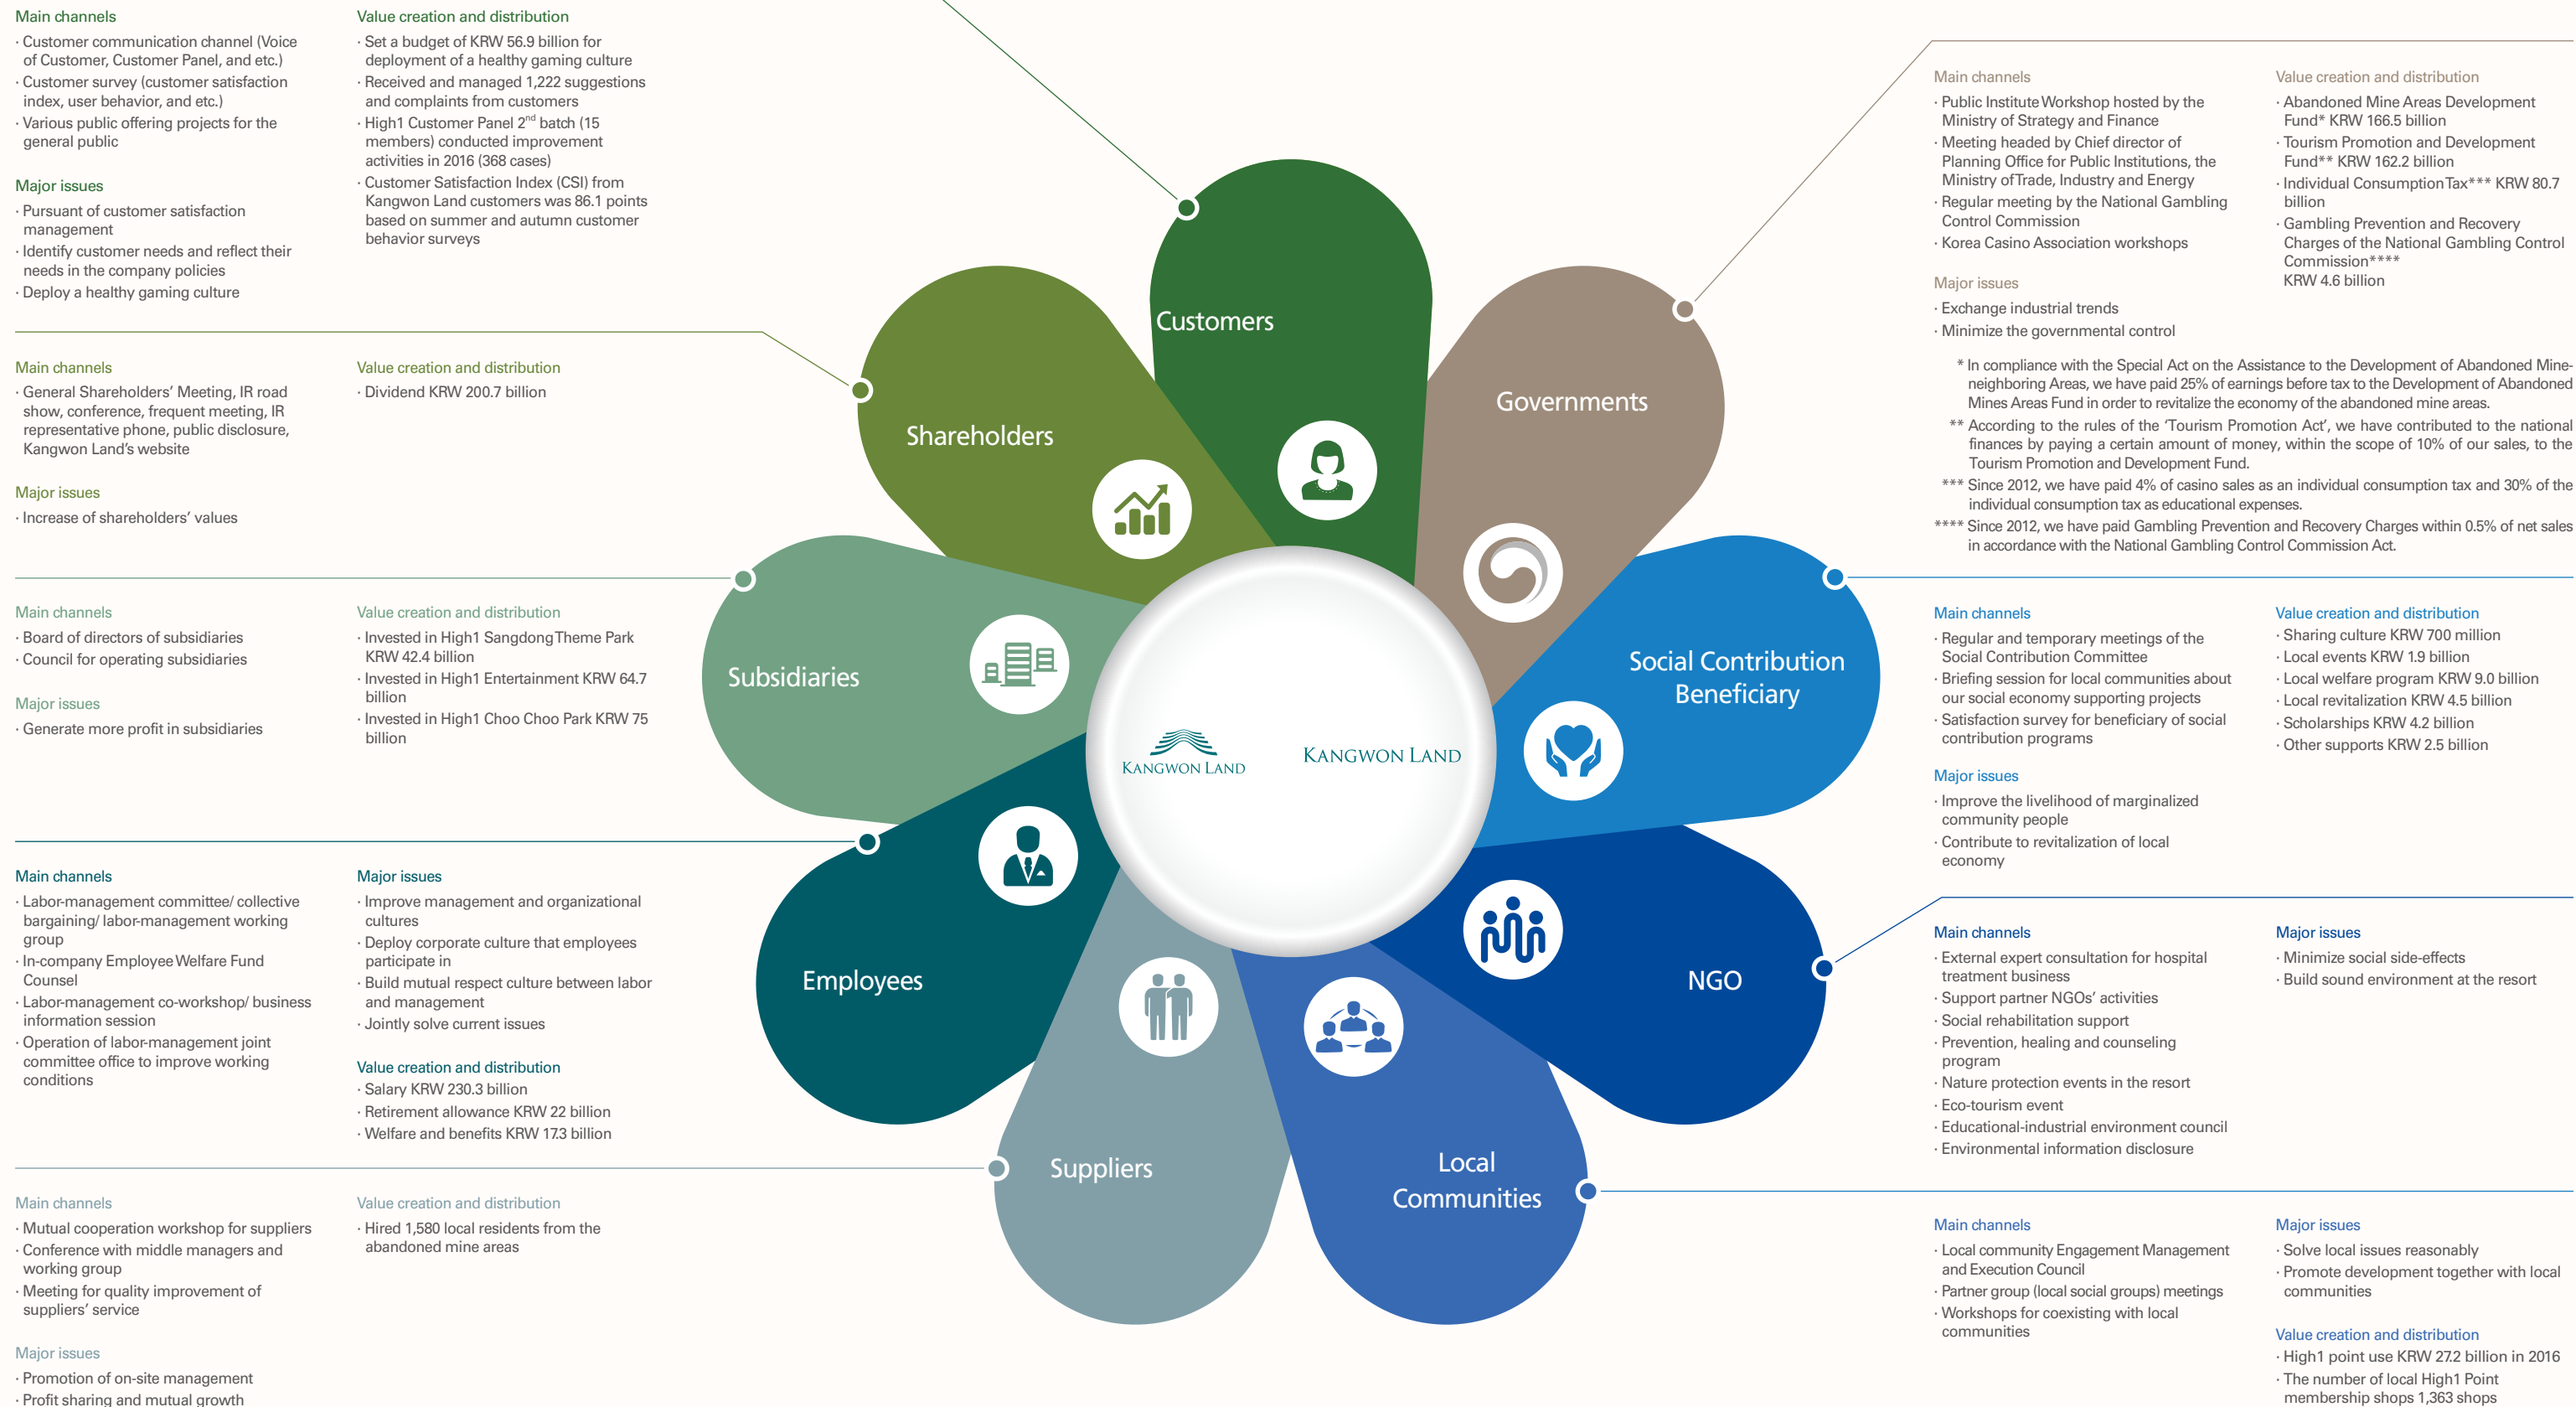 Main channels
· Customer communication channel (Voice
of Customer, Customer Panel, and etc.)
· Customer survey (customer satisfaction
index, user behavior, and etc.)
· Various public offering projects for the
general public
Major issues
· Pursuant of customer satisfaction
management
· Identify customer needs and reflect their
needs in the company policies
· Deploy a healthy gaming culture
Value creation and distribution
· Set a budget of KRW 56.9 billion for
deployment of a healthy gaming culture
· Received and managed 1,222 suggestions
and complaints from customers
· High1 Customer Panel 2nd batch (15
members) conducted improvement
activities in 2016 (368 cases)
· Customer Satisfaction Index (CSI) from
Kangwon Land customers was 86.1 points
based on summer and autumn customer
behavior surveys
Main channels
· General Shareholders' Meeting, IR road
show, conference, frequent meeting, IR
representative phone, public disclosure,
Kangwon Land's website
Major issues
· Increase of shareholders' values
Value creation and distribution
· Dividend KRW 200.7 billion
Main channels
· Board of directors of subsidiaries
· Council for operating subsidiaries
Major issues
· Generate more profit in subsidiaries
Value creation and distribution
· Invested in High1 Sangdong Theme Park
KRW 42.4 billion
· Invested in High1 Entertainment KRW 64.7
billion
· Invested in High1 Choo Choo Park KRW 75
billion
Main channels
· Labor-management committee/ collective
bargaining/ labor-management working
group
· In-company Employee Welfare Fund
Counsel
· Labor-management co-workshop/ business
information session
· Operation of labor-management joint
committee office to improve working
conditions
Major issues
· Improve management and organizational
cultures
· Deploy corporate culture that employees
participate in
· Build mutual respect culture between labor
and management
· Jointly solve current issues
Value creation and distribution
· Salary KRW 230.3 billion
· Retirement allowance KRW 22 billion
· Welfare and benefits KRW 17.3 billion
Main channels
· Mutual cooperation workshop for suppliers
· Conference with middle managers and
working group
· Meeting for quality improvement of
suppliers' service
Major issues
· Promotion of on-site management
· Profit sharing and mutual growth
Value creation and distribution
· Hired 1,580 local residents from the
abandoned mine areas
Customers
Shareholders
Governments
Subsidiaries
Social Contribution
Beneficiary
KANGWON LAND
KANGWON LAND
Employees
NGO
Suppliers
Local
Communities
Main channels
· Public Institute Workshop hosted by the
Ministry of Strategy and Finance
· Meeting headed by Chief director of
Planning Office for Public Institutions, the
Ministry of Trade, Industry and Energy
· Regular meeting by the National Gambling
Control Commission
· Korea Casino Association workshops
Major issues
· Exchange industrial trends
· Minimize the governmental control
Value creation and distribution
· Abandoned Mine Areas Development
Fund* KRW 166.5 billion
· Tourism Promotion and Development
Fund** KRW 162.2 billion
· Individual Consumption Tax*** KRW 80.7
billion
· Gambling Prevention and Recovery
Charges of the National Gambling Control
Commission****
KRW 4.6 billion
* In compliance with the Special Act on the Assistance to the Development of Abandoned Mine-
neighboring Areas, we have paid 25% of earnings before tax to the Development of Abandoned
Mines Areas Fund in order to revitalize the economy of the abandoned mine areas.
** According to the rules of the 'Tourism Promotion Act', we have contributed to the national
finances by paying a certain amount of money, within the scope of 10% of our sales, to the
Tourism Promotion and Development Fund.
*** Since 2012, we have paid 4% of casino sales as an individual consumption tax and 30% of the
individual consumption tax as educational expenses.
**** Since 2012, we have paid Gambling Prevention and Recovery Charges within 0.5% of net sales
in accordance with the National Gambling Control Commission Act.
Main channels
· Regular and temporary meetings of the
Social Contribution Committee
· Briefing session for local communities about
our social economy supporting projects
· Satisfaction survey for beneficiary of social
contribution programs
Major issues
· Improve the livelihood of marginalized
community people
· Contribute to revitalization of local
economy
Value creation and distribution
· Sharing culture KRW 700 million
· Local events KRW 1.9 billion
· Local welfare program KRW 9.0 billion
· Local revitalization KRW 4.5 billion
· Scholarships KRW 4.2 billion
· Other supports KRW 2.5 billion
Main channels
· External expert consultation for hospital
treatment business
· Support partner NGOs' activities
· Social rehabilitation support
· Prevention, healing and counseling
program
· Nature protection events in the resort
· Eco-tourism event
· Educational-industrial environment council
· Environmental information disclosure
Major issues
· Minimize social side-effects
· Build sound environment at the resort
Main channels
· Local community Engagement Management
and Execution Council
· Partner group (local social groups) meetings
· Workshops for coexisting with local
communities
Major issues
· Solve local issues reasonably
· Promote development together with local
communities
Value creation and distribution
· High1 point use KRW 27.2 billion in 2016
· The number of local High1 Point
membership shops 1,363 shops